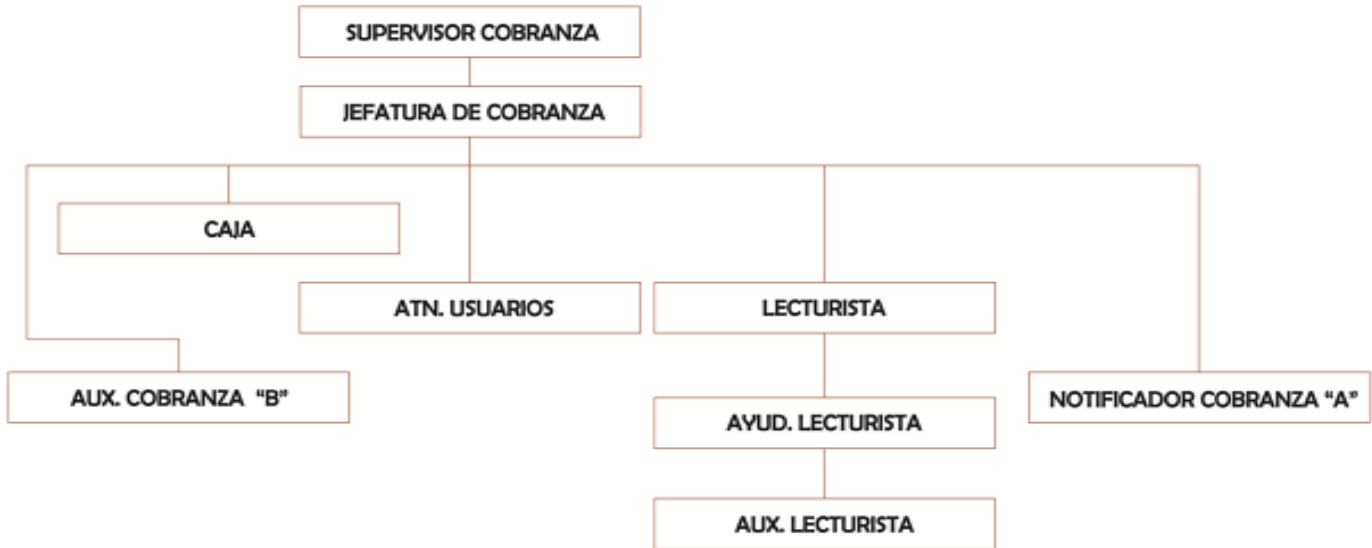 SUPERVISOR COBRANZA
JEFATURA DE COBRANZA
CAJA
ATN. USUARIOS
LECTURISTA
AUX. COBRANZA “B”
NOTIFICADOR COBRANZA “A”
AYUD. LECTURISTA
AUX. LECTURISTA